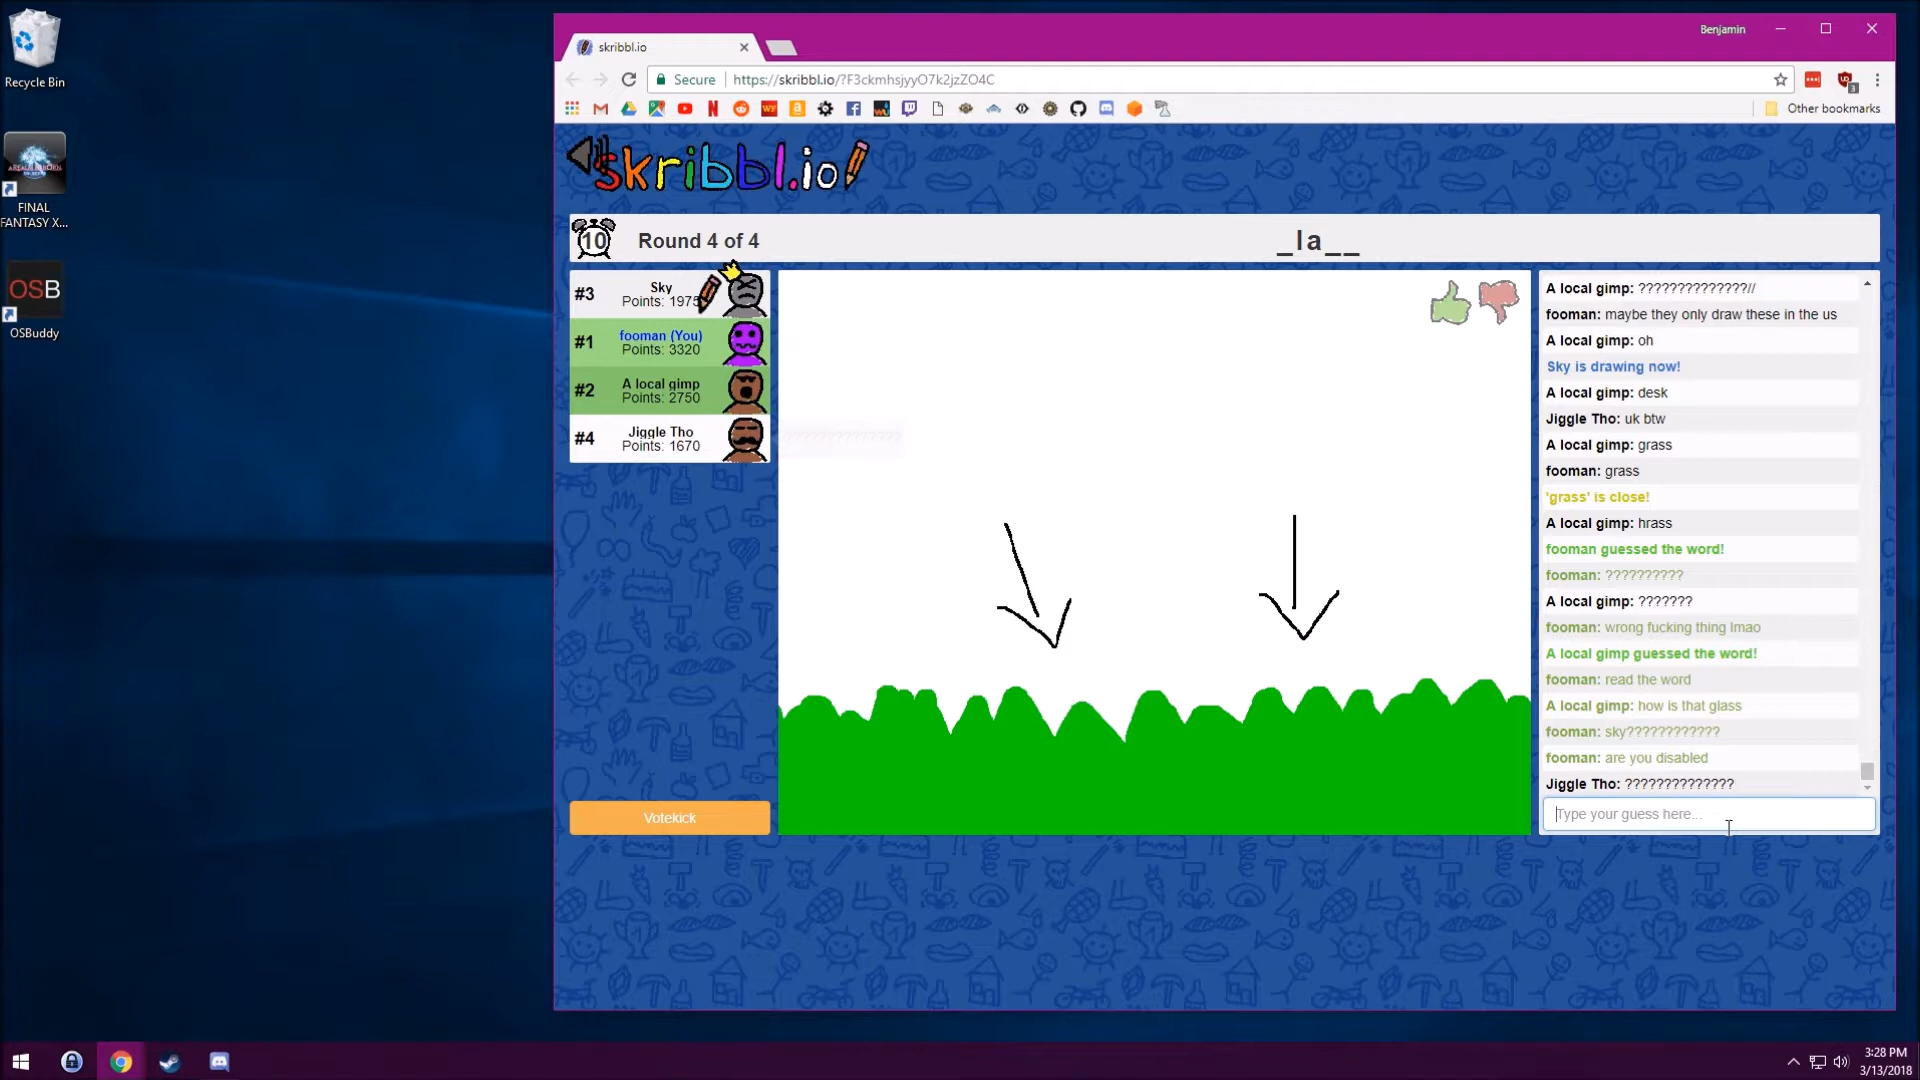 Recycle Bin
FINAL
FANTASY X...
OSB
OSBuddy
skribbl.io
Benjamin
Secure
https://skribbl.io/?F3ckmhsjyyO7k2jzZO4C
Other bookmarks
skribbl.io
10
Round 4 of 4
_la__
#3
Sky
Points: 1975
#1
fooman (You)
Points: 3320
#2
A local gimp
Points: 2750
#4
Jiggle Tho
Points: 1670
Votekick
A local gimp: ??????????????//
fooman: maybe they only draw these in the us
A local gimp: oh
Sky is drawing now!
A local gimp: desk
Jiggle Tho: uk btw
A local gimp: grass
fooman: grass
'grass' is close!
A local gimp: hrass
fooman guessed the word!
fooman: ??????????
A local gimp: ???????
fooman: wrong fucking thing lmao
A local gimp guessed the word!
fooman: read the word
A local gimp: how is that glass
fooman: sky????????????
fooman: are you disabled
Jiggle Tho: ??????????????
Type your guess here...
3:28 PM
3/13/2018